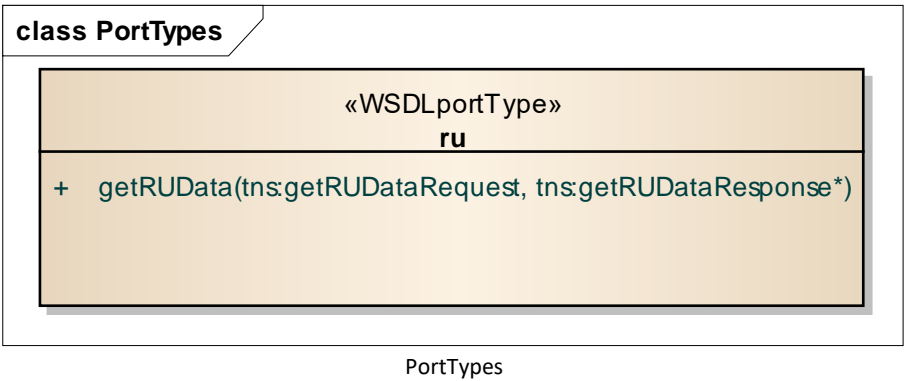 class PortTypes
«WSDLportType»
ru
+ getRUData(tns:getRUDataRequest, tns:getRUDataResponse*)
PortTypes